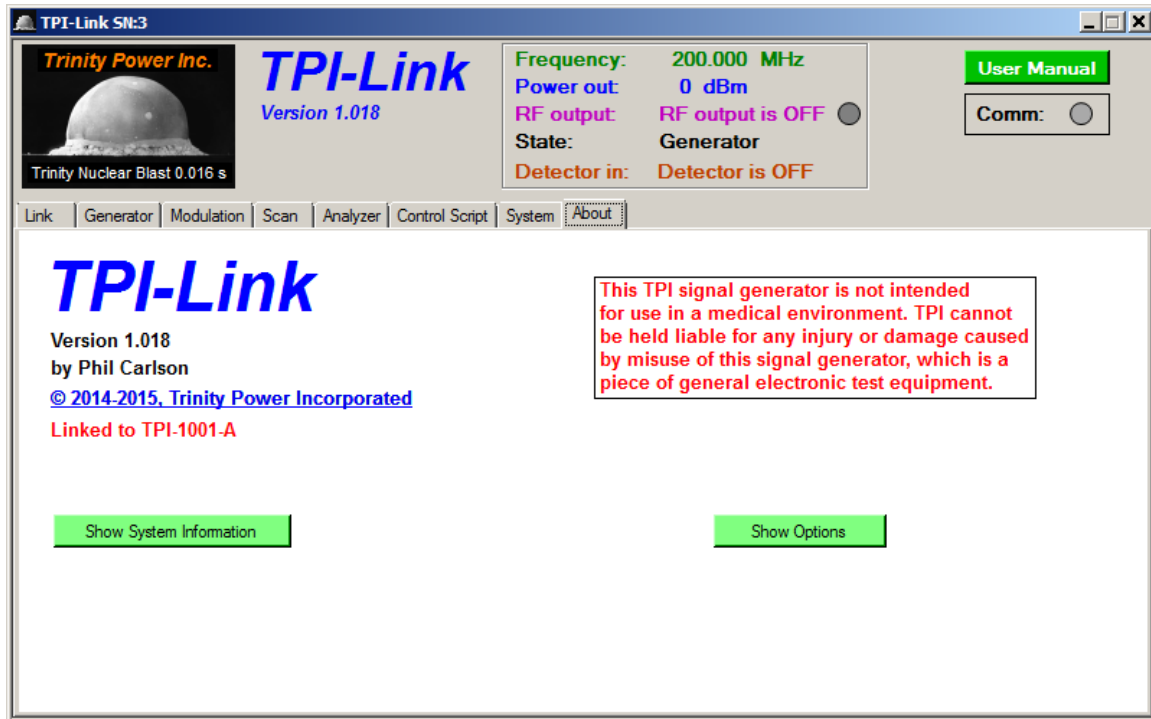 TPI-Link SN:3
Trinity Power Inc.
Trinity Nuclear Blast 0.016 s
TPI-Link
Version 1.018
Frequency: 200.000 MHz
Power out: 0 dBm
RF output: RF output is OFF
State: Generator
Detector in: Detector is OFF
User Manual
Comm:
Link Generator Modulation Scan Analyzer Control Script System About
TPI-Link
Version 1.018
by Phil Carlson
© 2014-2015, Trinity Power Incorporated
Linked to TPI-1001-A
This TPI signal generator is not intended
for use in a medical environment. TPI cannot
be held liable for any injury or damage caused
by misuse of this signal generator, which is a
piece of general electronic test equipment.
Show System Information
Show Options